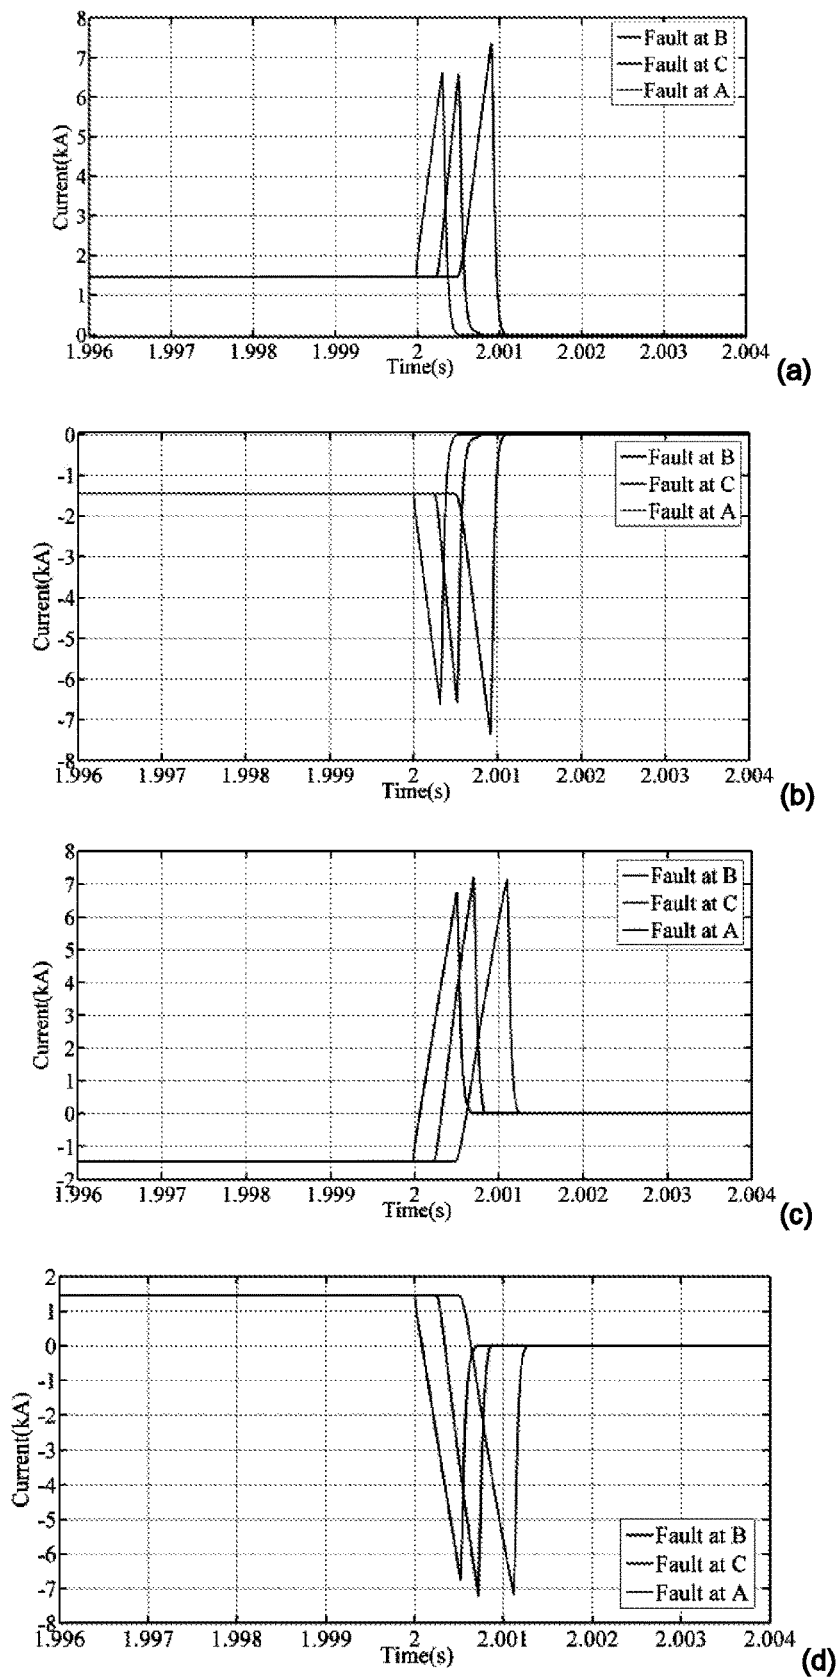 8
7
6
5
4
3
2
1
0
Current(kA)
Fault at B
Fault at C
Fault at A
1.996 1.997 1.998 1.999 2 2.001 2.002 2.003 2.004
Time(s)
(a)
0
-1
-2
-3
-4
-5
-6
-7
-8
Current(kA)
Fault at B
Fault at C
Fault at A
1.996 1.997 1.998 1.999 2 2.001 2.002 2.003 2.004
Time(s)
(b)
8
7
6
5
4
3
2
1
0
-1
-2
Current(kA)
Fault at B
Fault at C
Fault at A
1.996 1.997 1.998 1.999 2 2.001 2.002 2.003 2.004
Time(s)
(c)
2
1
0
-1
-2
-3
-4
-5
-6
-7
-8
Current(kA)
Fault at B
Fault at C
Fault at A
1.996 1.997 1.998 1.999 2 2.001 2.002 2.003 2.004
Time(s)
(d)